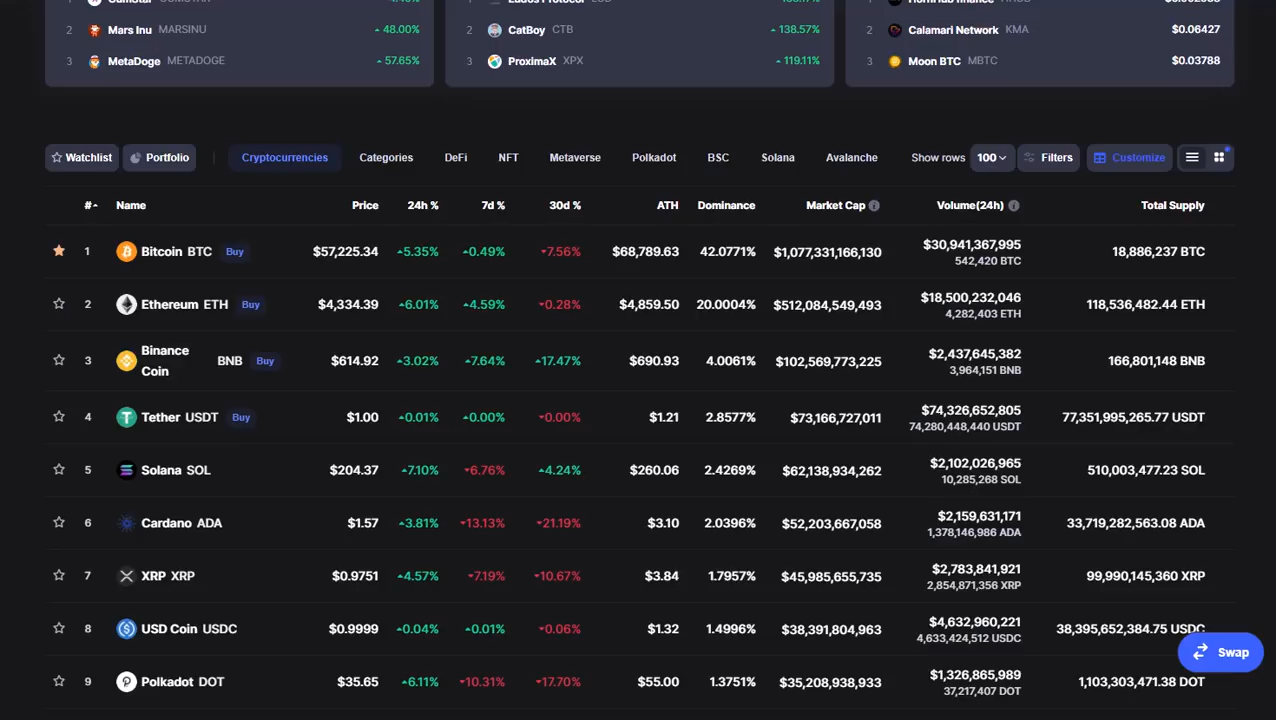 2 Mars Inu MARSINU 48.00%
3 MetaDoge METADOGE 57.65%
2 CatBoy CTB 138.57%
3 ProximaX XPX 119.11%
2 Calamari Network KMA $0.06427
3 Moon BTC MBTC $0.03788
Watchlist Portfolio Cryptocurrencies Categories DeFi NFT Metaverse Polkadot BSC Solana Avalanche Show rows 100 Filters Customize
# Name Price 24h % 7d % 30d % ATH Dominance Market Cap Volume(24h) Total Supply
1 Bitcoin BTC Buy $57,225.34 5.35% 0.49% 7.56% $68,789.63 42.0771% $1,077,331,166,130 $30,941,367,995 18,886,237 BTC
542,420 BTC
2 Ethereum ETH Buy $4,334.39 6.01% 4.59% 0.28% $4,859.50 20.0004% $512,084,549,493 $18,500,232,046 118,536,482.44 ETH
4,282,403 ETH
3 Binance Coin BNB Buy $614.92 3.02% 7.64% 17.47% $690.93 4.0061% $102,569,773,225 $2,437,645,382 166,801,148 BNB
3,964,151 BNB
4 Tether USDT Buy $1.00 0.01% 0.00% 0.00% $1.21 2.8577% $73,166,727,011 $74,326,652,805 77,351,995,265.77 USDT
74,280,448,440 USDT
5 Solana SOL $204.37 7.10% 6.76% 4.24% $260.06 2.4269% $62,138,934,262 $2,102,026,965 510,003,477.23 SOL
10,285,268 SOL
6 Cardano ADA $1.57 3.81% 13.13% 21.19% $3.10 2.0396% $52,203,667,058 $2,159,631,171 33,719,282,563.08 ADA
1,378,146,986 ADA
7 XRP XRP $0.9751 4.57% 7.19% 10.67% $3.84 1.7957% $45,985,655,735 $2,783,841,921 99,990,145,360 XRP
2,854,871,356 XRP
8 USD Coin USDC $0.9999 0.04% 0.01% 0.06% $1.32 1.4996% $38,391,804,963 $4,632,960,221 38,395,652,384.75 USDC
4,633,424,512 USDC
Swap
9 Polkadot DOT $35.65 6.11% 10.31% 17.70% $55.00 1.3751% $35,208,938,933 $1,326,865,989 1,103,303,471.38 DOT
37,217,407 DOT